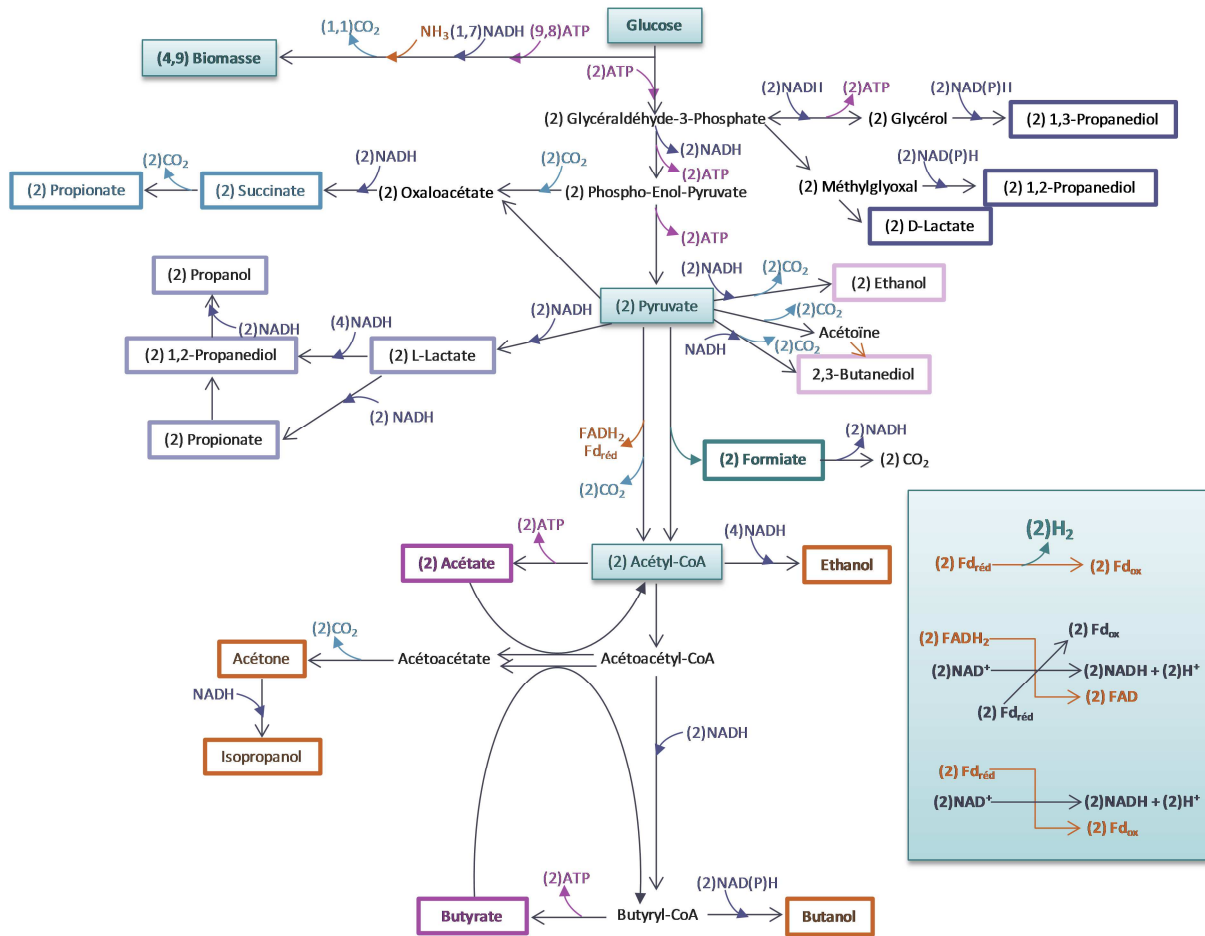 Glucose
(1,1)CO₂
NH₃
(1,7)NADH
(9,8)ATP
(4,9) Biomasse
(2)ATP
(2)NADH
(2)ATP
(2)NAD(P)H
(2) Glycéraldéhyde-3-Phosphate
(2) Glycérol
(2) 1,3-Propanediol
(2)NADH
(2)ATP
(2)CO₂
(2)NADH
(2)CO₂
(2)NAD(P)H
(2) Propionate
(2) Succinate
(2) Oxaloacétate
(2) Phospho-Enol-Pyruvate
(2) Méthylglyoxal
(2) 1,2-Propanediol
(2) D-Lactate
(2)ATP
(2) Propanol
(2)NADH
(2)CO₂
(2) Ethanol
(2) Pyruvate
(2)NADH
(4)NADH
(2)NADH
(2)CO₂
Acétoïne
NADH
(2)CO₂
(2) 1,2-Propanediol
(2) L-Lactate
2,3-Butanediol
(2) NADH
(2) Propionate
FADH₂
Fdréd
(2)CO₂
(2)NADH
(2) Formiate
(2) CO₂
(2)ATP
(4)NADH
(2) Acétate
(2) Acétyl-CoA
Ethanol
(2)CO₂
Acétone
Acétoacétate
Acétoacétyl-CoA
NADH
Isopropanol
(2)NADH
(2)ATP
(2)NAD(P)H
Butyrate
Butyryl-CoA
Butanol
(2)H₂
(2) Fdréd
(2) Fdox
(2) Fdox
(2) FADH₂
(2)NAD⁺
(2)NADH + (2)H⁺
(2) FAD
(2) Fdréd
(2) Fdréd
(2)NAD⁺
(2)NADH + (2)H⁺
(2) Fdox